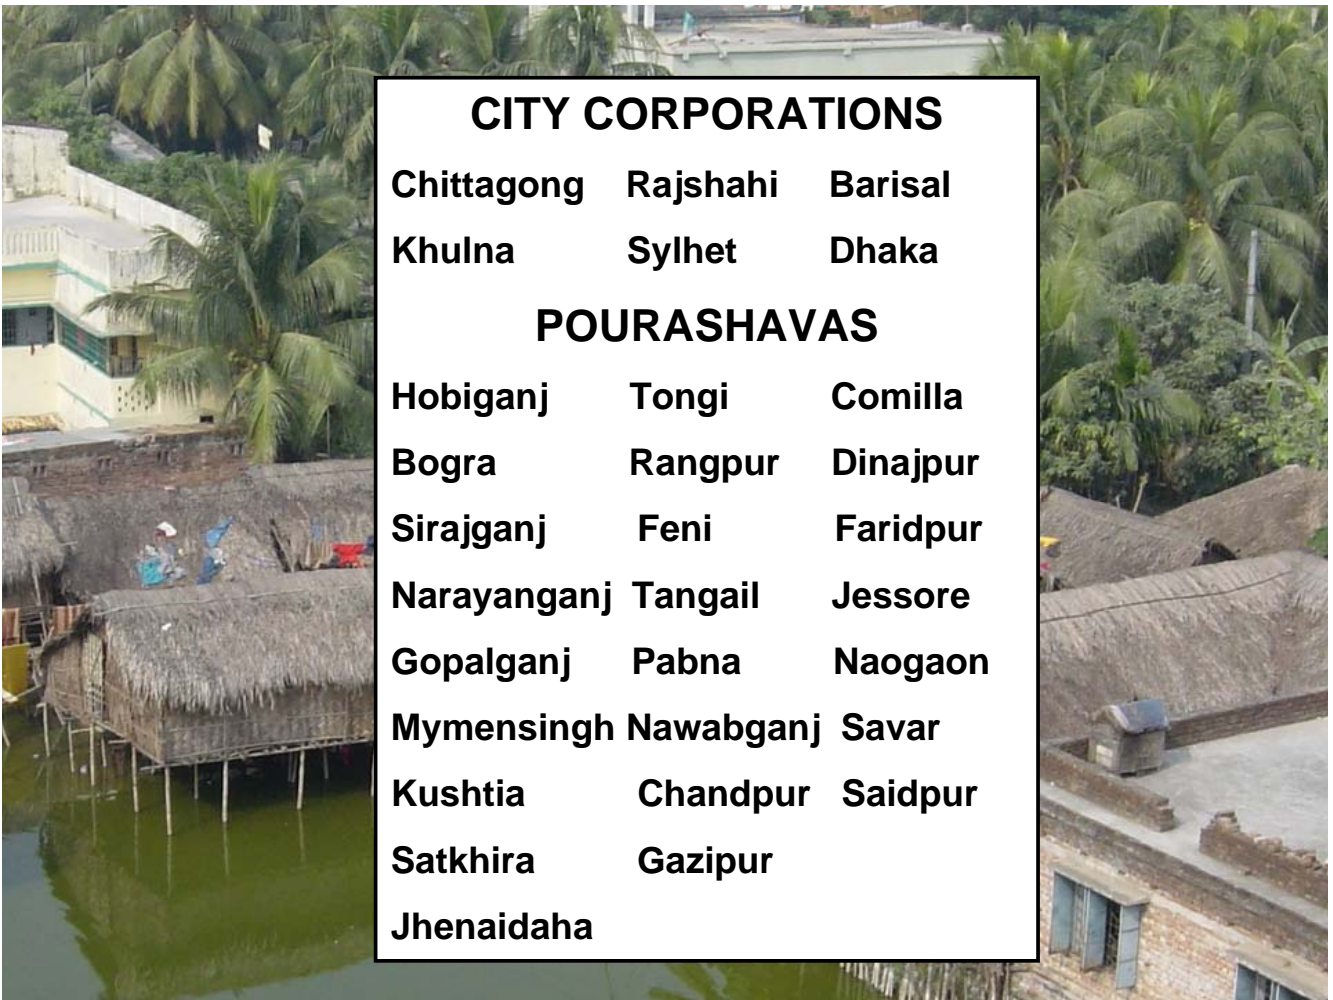 CITY CORPORATIONS
Chittagong Rajshahi Barisal
Khulna Sylhet Dhaka
POURASHAVAS
Hobiganj Tongi Comilla
Bogra Rangpur Dinajpur
Sirajganj Feni Faridpur
Narayanganj Tangail Jessore
Gopalganj Pabna Naogaon
Mymensingh Nawabganj Savar
Kushtia Chandpur Saidpur
Satkhira Gazipur
Jhenaidaha